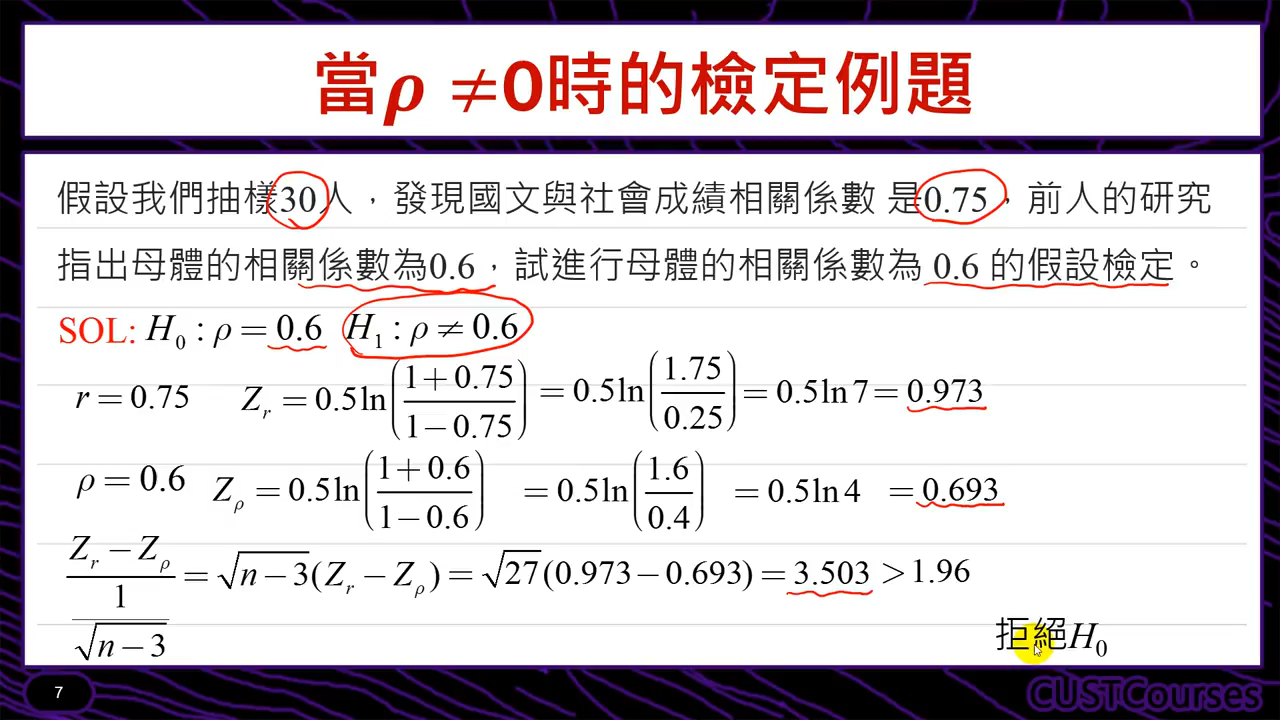 當ρ ≠0時的檢定例題
假設我們抽樣30人，發現國文與社會成績相關係數 是0.75，前人的研究
指出母體的相關係數為0.6，試進行母體的相關係數為 0.6 的假設檢定。
SOL: H₀ : ρ = 0.6 H₁ : ρ ≠ 0.6
r = 0.75 Zᵣ = 0.5ln((1+0.75)/(1−0.75)) = 0.5ln(1.75/0.25) = 0.5ln7 = 0.973
ρ = 0.6 Zᵨ = 0.5ln((1+0.6)/(1−0.6)) = 0.5ln(1.6/0.4) = 0.5ln4 = 0.693
(Zᵣ − Zᵨ)/(1/√(n−3)) = √(n−3)(Zᵣ − Zᵨ) = √27(0.973−0.693) = 3.503 > 1.96
拒絕H₀
7
CUSTCourses